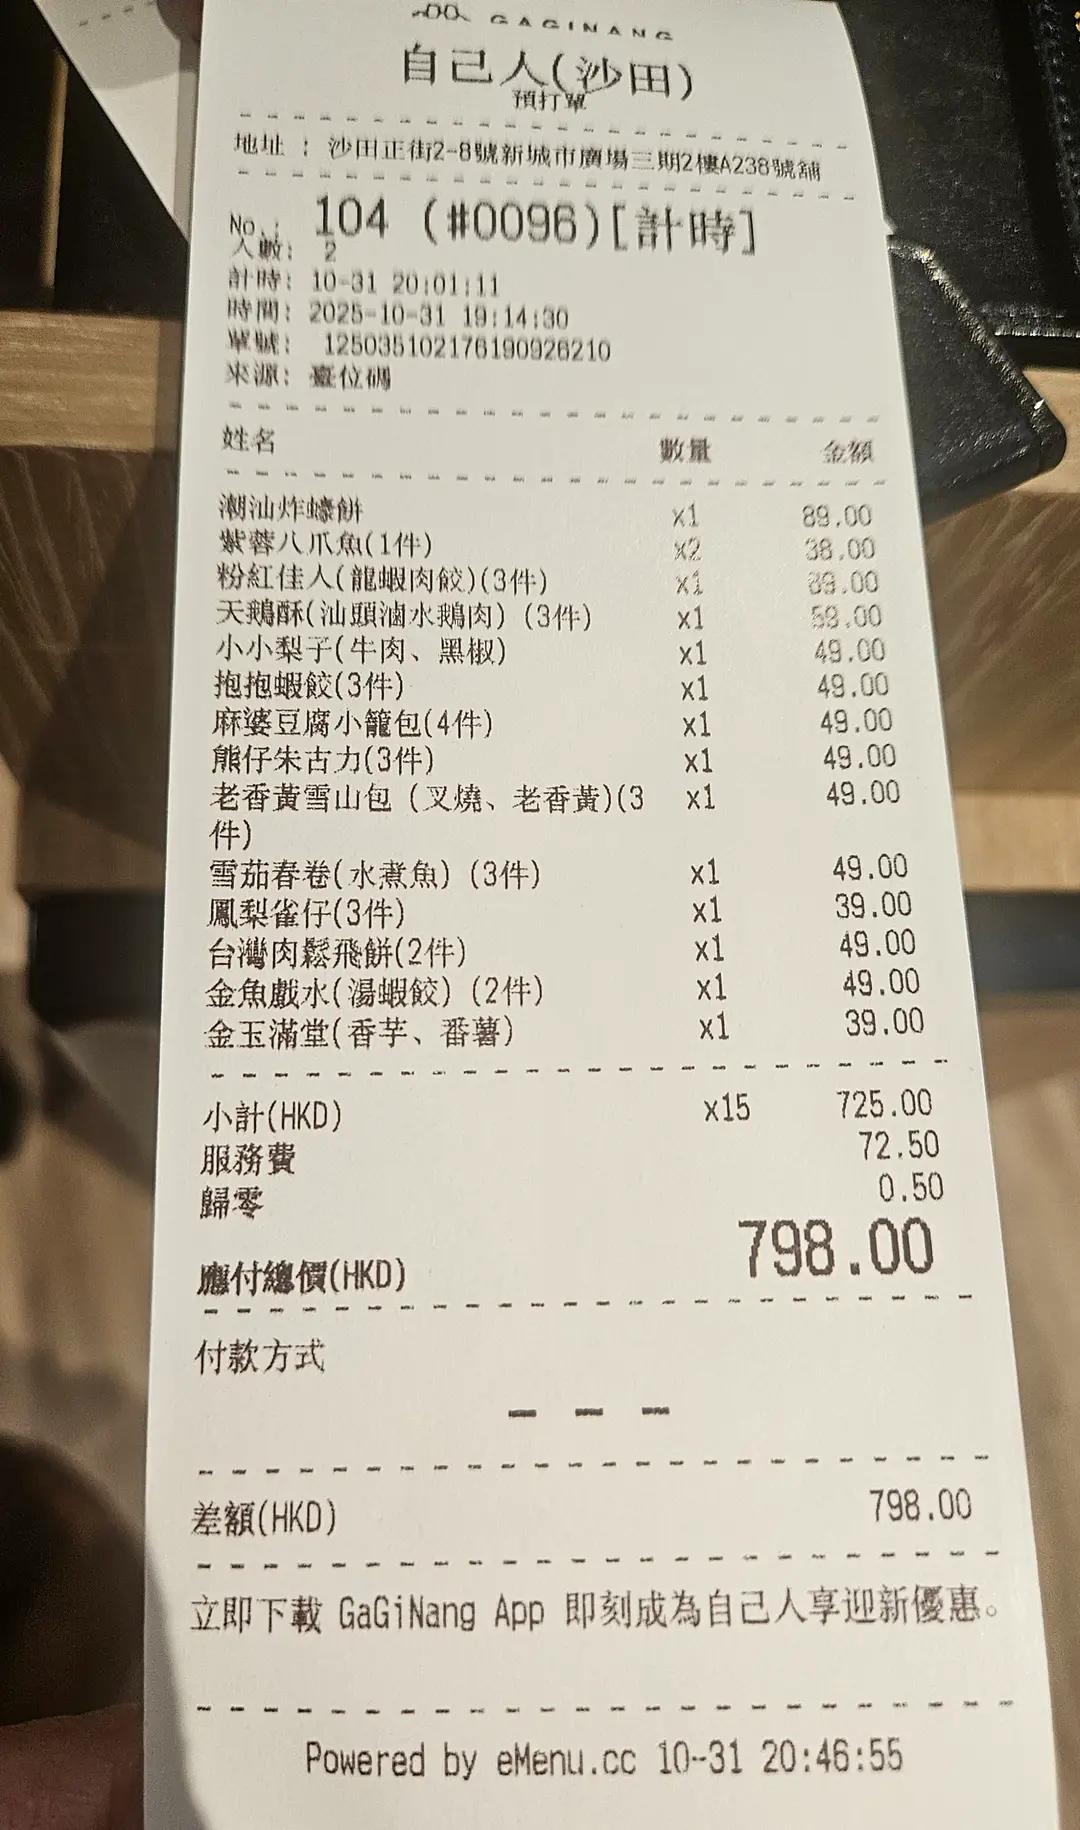 GAGINANG
自己人(沙田)
預打單
地址 : 沙田正街2-8號新城市廣場三期2樓A238號舖
No.: 104 (#0096)[計時]
人數: 2
計時: 10-31 20:01:11
時間: 2025-10-31 19:14:30
單號: 125035102176190926210
來源: 臺位碼
姓名 數量 金額
潮汕炸蠔餅 x1 89.00
紫蓉八爪魚(1件) x2 38.00
粉紅佳人(龍蝦肉餃)(3件) x1
天鵝酥(汕頭滷水鵝肉) (3件) x1
小小梨子(牛肉、黑椒) x1 49.00
抱抱蝦餃(3件) x1 49.00
麻婆豆腐小籠包(4件) x1 49.00
熊仔朱古力(3件) x1 49.00
老香黃雪山包 (叉燒、老香黃)(3 x1 49.00
件)
雪茄春卷(水煮魚) (3件) x1 49.00
鳳梨雀仔(3件) x1 39.00
台灣肉鬆飛餅(2件) x1 49.00
金魚戲水(湯蝦餃) (2件) x1 49.00
金玉滿堂(香芋、番薯) x1 39.00
小計(HKD) x15 725.00
服務費 72.50
歸零 0.50
應付總價(HKD) 798.00
付款方式
- - -
差額(HKD) 798.00
立即下載 GaGiNang App 即刻成為自己人享迎新優惠。
Powered by eMenu.cc 10-31 20:46:55